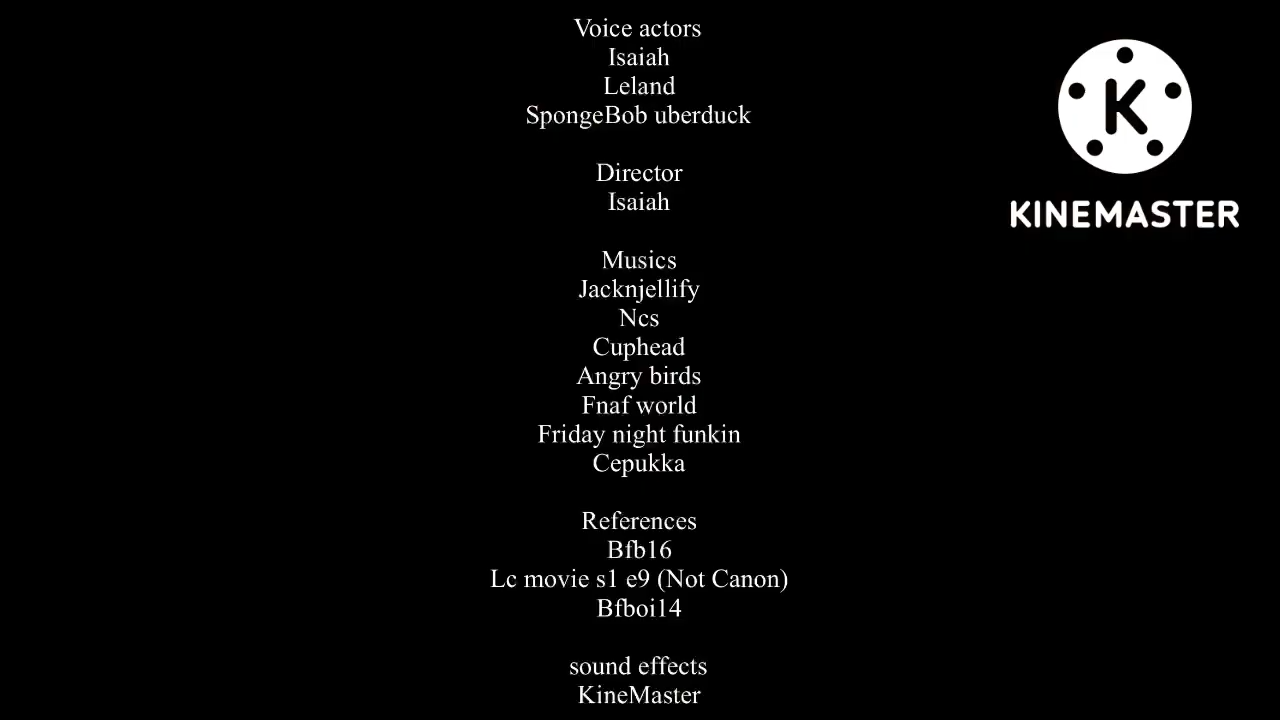 Voice actors
Isaiah
Leland
SpongeBob uberduck
Director
Isaiah
Musics
Jacknjellify
Ncs
Cuphead
Angry birds
Fnaf world
Friday night funkin
Cepukka
References
Bfb16
Lc movie s1 e9 (Not Canon)
Bfboi14
sound effects
KineMaster
K
KINEMASTER